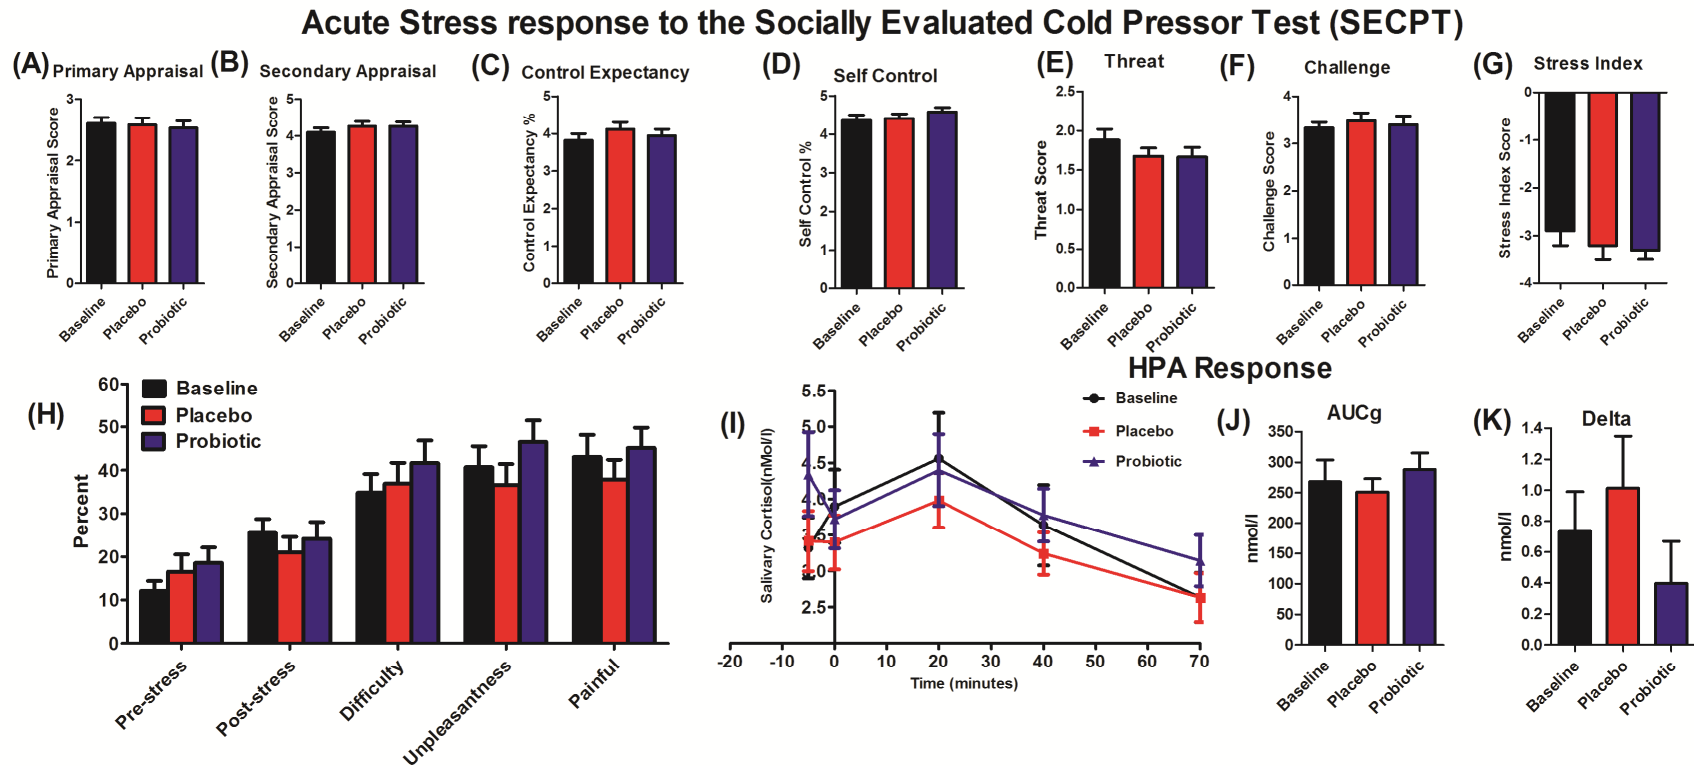 Acute Stress response to the Socially Evaluated Cold Pressor Test (SECPT)
(A) Primary Appraisal
Primary Appraisal Score
3
2
1
0
Baseline
Placebo
Probiotic
(B) Secondary Appraisal
Secondary Appraisal Score
5
4
3
2
1
0
Baseline
Placebo
Probiotic
(C) Control Expectancy
Control Expectancy %
5
4
3
2
1
0
Baseline
Placebo
Probiotic
(D) Self Control
Self Control %
5
4
3
2
1
0
Baseline
Placebo
Probiotic
(E) Threat
Threat Score
2.5
2.0
1.5
1.0
0.5
0.0
Baseline
Placebo
Probiotic
(F) Challenge
Challenge Score
4
3
2
1
0
Baseline
Placebo
Probiotic
(G) Stress Index
Stress Index Score
0
-1
-2
-3
-4
Baseline
Placebo
Probiotic
(H)
Baseline
Placebo
Probiotic
Percent
60
50
40
30
20
10
0
Pre-stress
Post-stress
Difficulty
Unpleasantness
Painful
HPA Response
(I)
Baseline
Placebo
Probiotic
Salivary Cortisol(nMol/l)
5.5
5.0
4.5
4.0
3.0
2.5
-20
-10
0
10
20
30
40
50
60
70
Time (minutes)
(J) AUCg
nmol/l
350
300
250
200
150
100
50
0
Baseline
Placebo
Probiotic
(K) Delta
nmol/l
1.4
1.2
1.0
0.8
0.6
0.4
0.2
0.0
Baseline
Placebo
Probiotic